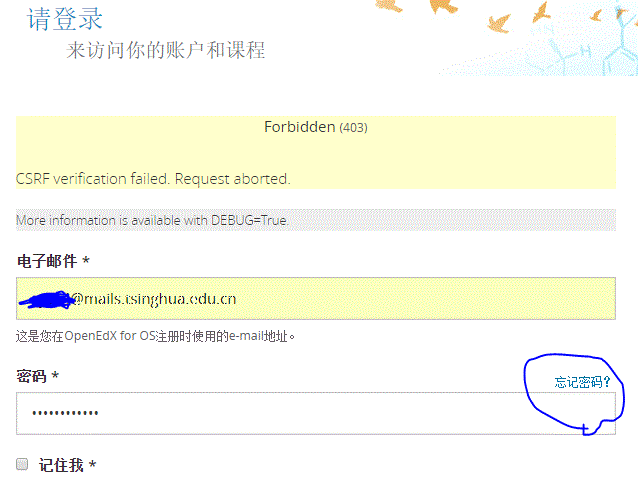 请登录
来访问你的账户和课程
Forbidden (403)
CSRF verification failed. Request aborted.
More information is available with DEBUG=True.
电子邮件 *
@mails.tsinghua.edu.cn
这是您在OpenEdX for OS注册时使用的e-mail地址。
密码 *
忘记密码?
••••••••••••
记住我 *